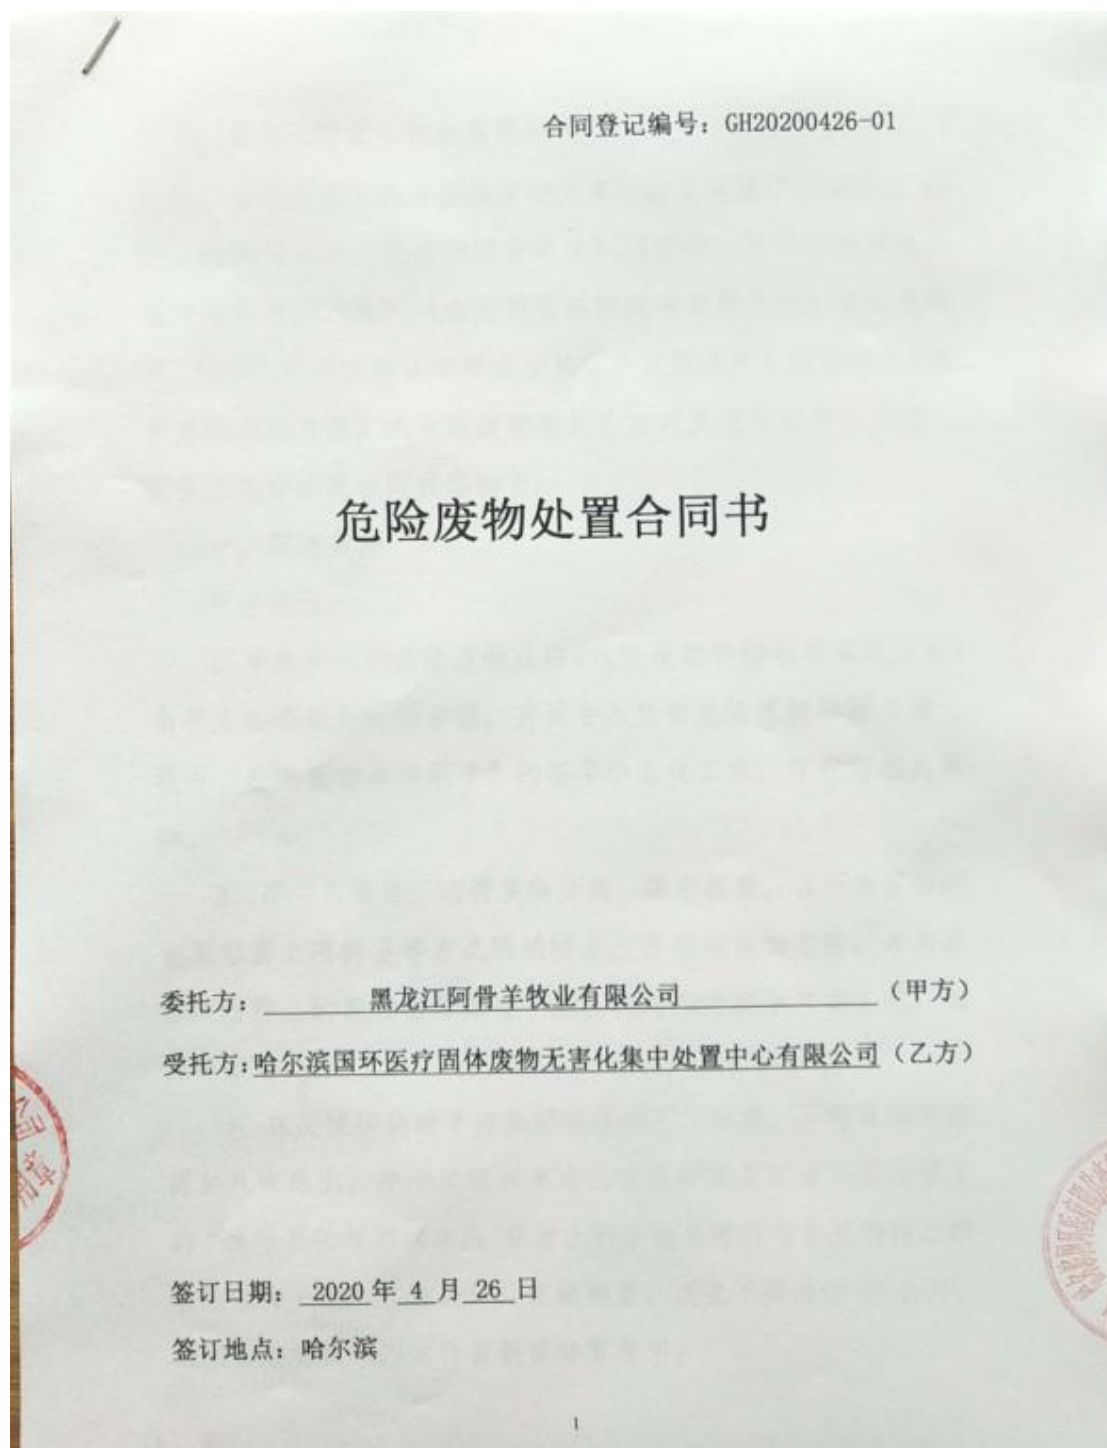 合同登记编号：GH20200426-01
危险废物处置合同书
委托方：黑龙江阿骨羊牧业有限公司（甲方）
受托方：哈尔滨国环医疗固体废物无害化集中处置中心有限公司（乙方）
签订日期：2020年4月26日
签订地点：哈尔滨
1